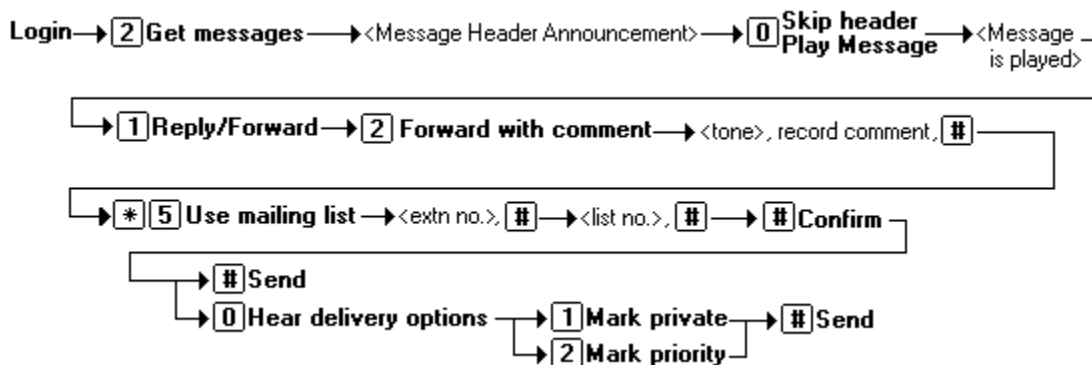 Login 2 Get messages <Message Header Announcement> 0 Skip header Play Message <Message is played>
1 Reply/Forward 2 Forward with comment <tone>, record comment, #
* 5 Use mailing list <extn no.>, # <list no.>, # # Confirm
# Send
0 Hear delivery options 1 Mark private # Send
2 Mark priority